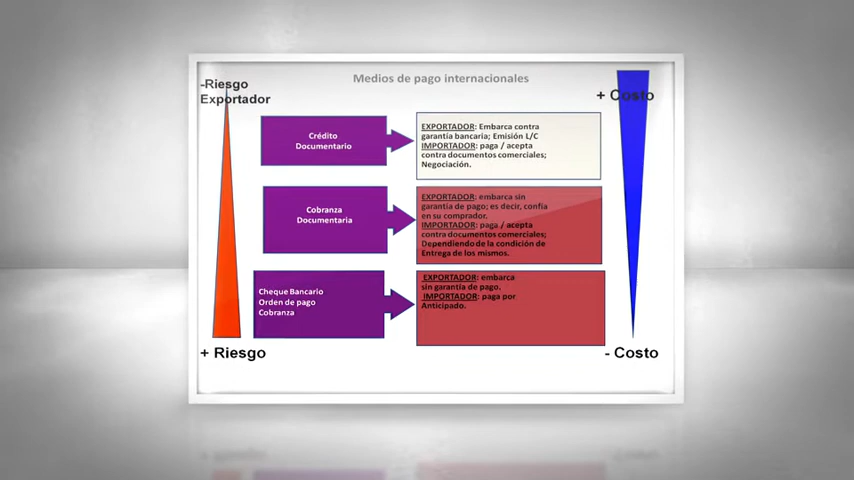 Medios de pago internacionales
-Riesgo
Exportador
+ Costo
Crédito
Documentario
EXPORTADOR: Embarca contra
garantía bancaria; Emisión L/C
IMPORTADOR: paga / acepta
contra documentos comerciales;
Negociación.
Cobranza
Documentaria
EXPORTADOR: embarca sin
garantía de pago; es decir, confía
en su comprador.
IMPORTADOR: paga / acepta
contra documentos comerciales;
Dependiendo de la condición de
Entrega de los mismos.
Cheque Bancario
Orden de pago
Cobranza
EXPORTADOR: embarca
sin garantía de pago.
IMPORTADOR: paga por
Anticipado.
+ Riesgo
- Costo